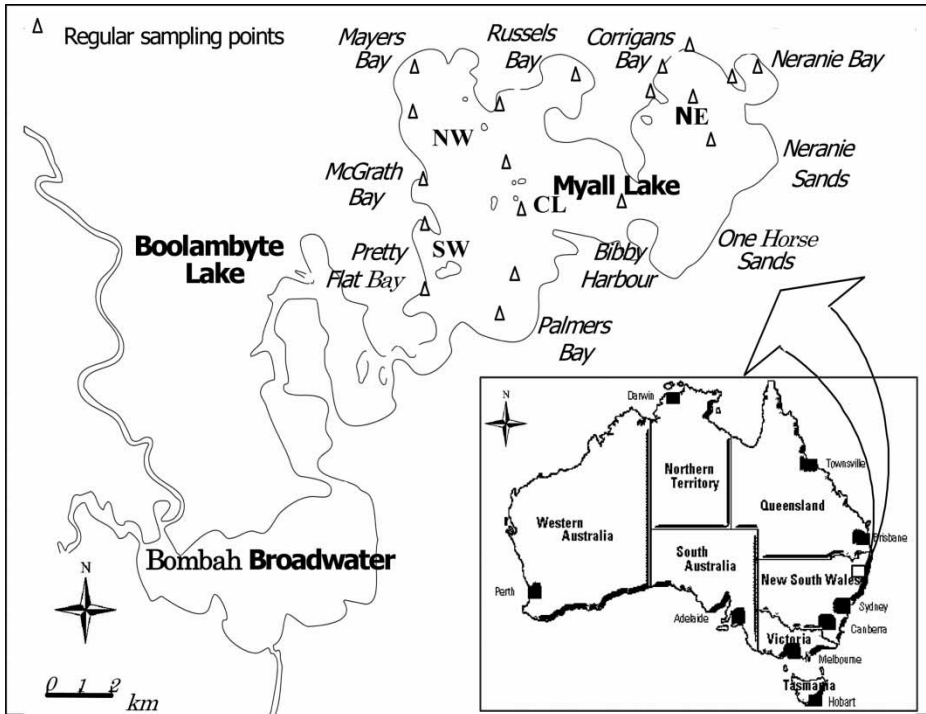 Regular sampling points
Mayers
Bay
Russels
Bay
Corrigans
Bay
Neranie Bay
NW
NE
McGrath
Bay
Neranie
Sands
Myall Lake
CL
Boolambyte
Lake
Pretty
Flat Bay
SW
Bibby
Harbour
One Horse
Sands
Palmers
Bay
Bombah Broadwater
N
0 1 2
km
N
Darwin
Northern
Territory
Townsville
Queensland
Western
Australia
Brisbane
South
Australia
New South Wales
Perth
Adelaide
Sydney
Canberra
Victoria
Melbourne
Tasmania
Hobart